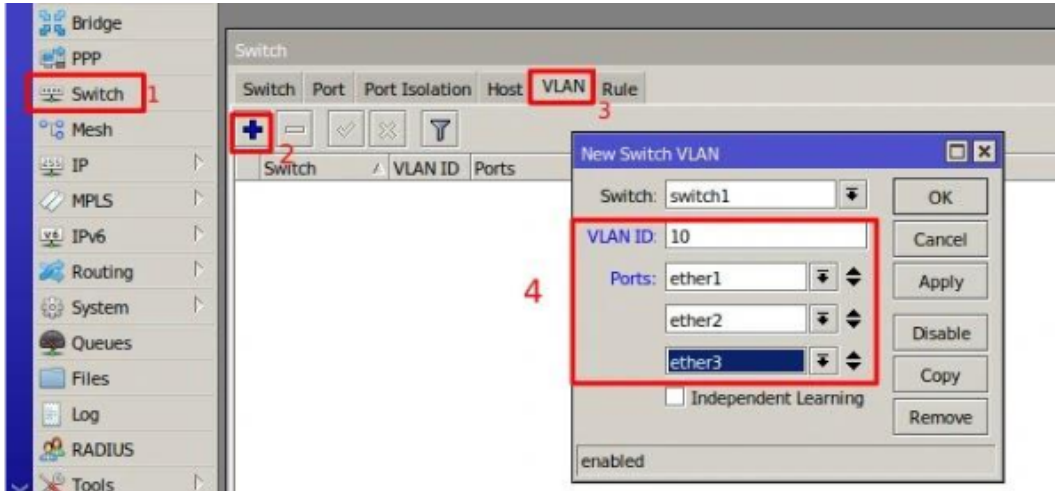 Bridge
PPP
Switch 1
Mesh
IP
MPLS
IPv6
Routing
System
Queues
Files
Log
RADIUS
Tools
Switch
Switch Port Port Isolation Host VLAN Rule
3
2
Switch VLAN ID Ports
4
New Switch VLAN
Switch: switch1
VLAN ID: 10
Ports: ether1
ether2
ether3
Independent Learning
OK
Cancel
Apply
Disable
Copy
Remove
enabled